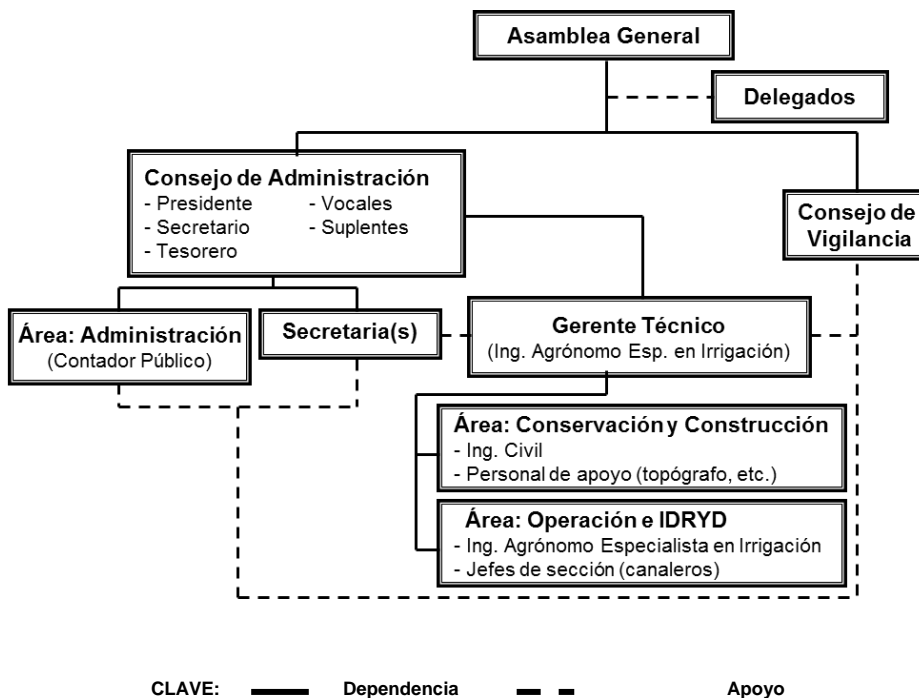 Asamblea General
Delegados
Consejo de Administración
- Presidente - Vocales
- Secretario - Suplentes
- Tesorero
Consejo de
Vigilancia
Área: Administración
(Contador Público)
Secretaria(s)
Gerente Técnico
(Ing. Agrónomo Esp. en Irrigación)
Área: Conservación y Construcción
- Ing. Civil
- Personal de apoyo (topógrafo, etc.)
Área: Operación e IDRYD
- Ing. Agrónomo Especialista en Irrigación
- Jefes de sección (canaleros)
CLAVE: Dependencia Apoyo